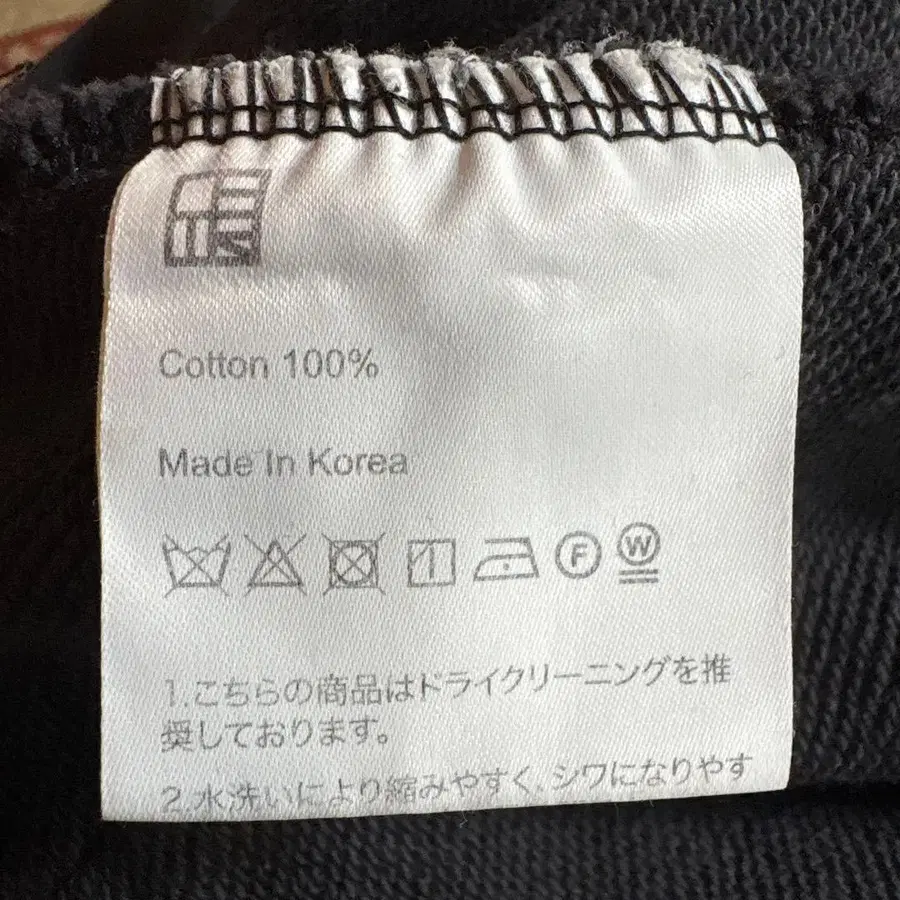 Cotton 100%
Made In Korea
F W
1.こちらの商品はドライクリーニングを推
奨しております。
2.水洗いにより縮みやすく、シワになりやす